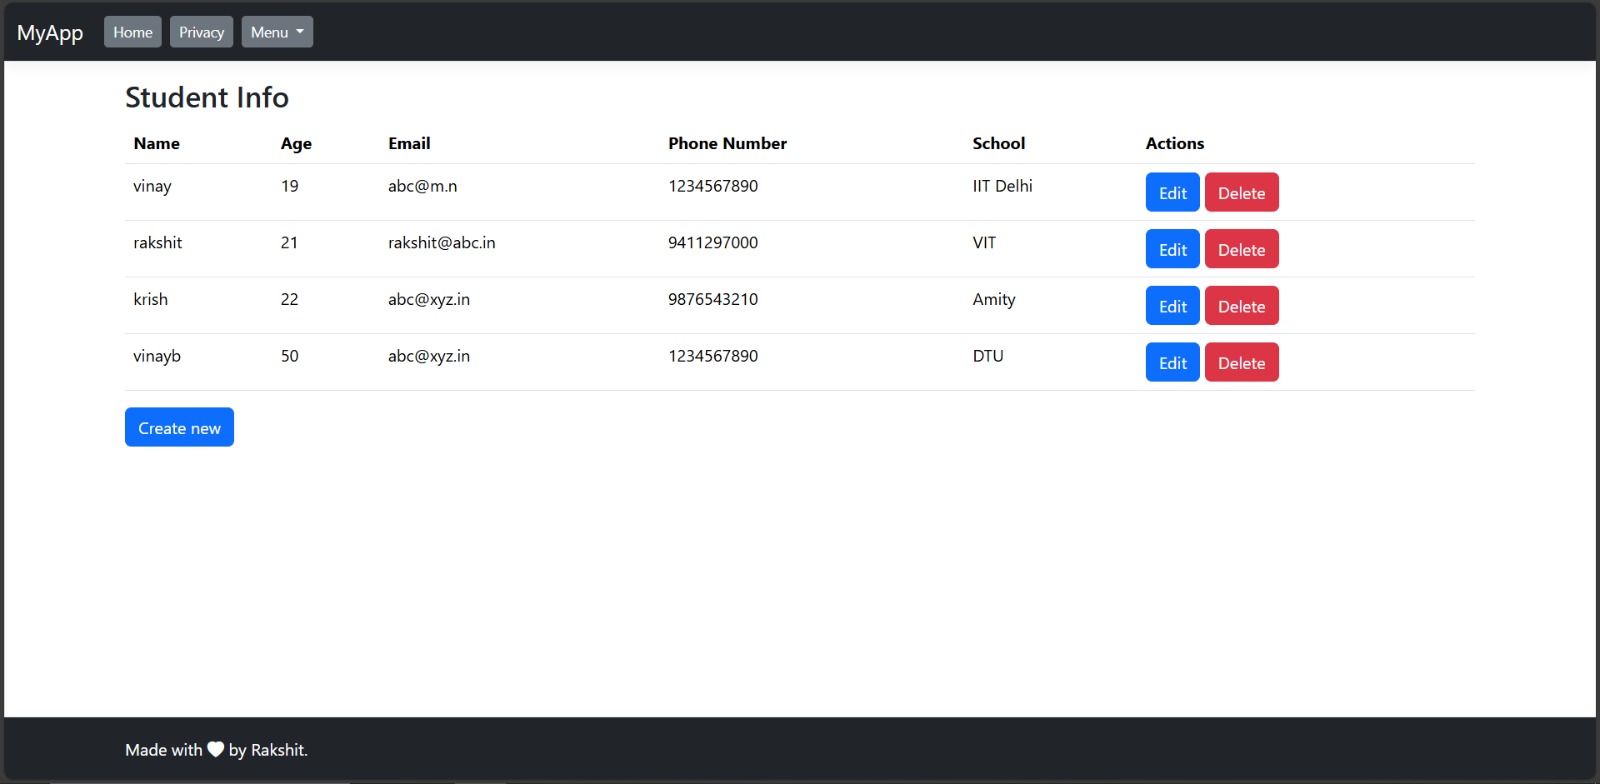 MyApp Home Privacy Menu
Student Info
Name Age Email Phone Number School Actions
vinay 19 abc@m.n 1234567890 IIT Delhi Edit Delete
rakshit 21 rakshit@abc.in 9411297000 VIT Edit Delete
krish 22 abc@xyz.in 9876543210 Amity Edit Delete
vinayb 50 abc@xyz.in 1234567890 DTU Edit Delete
Create new
Made with 🤍 by Rakshit.